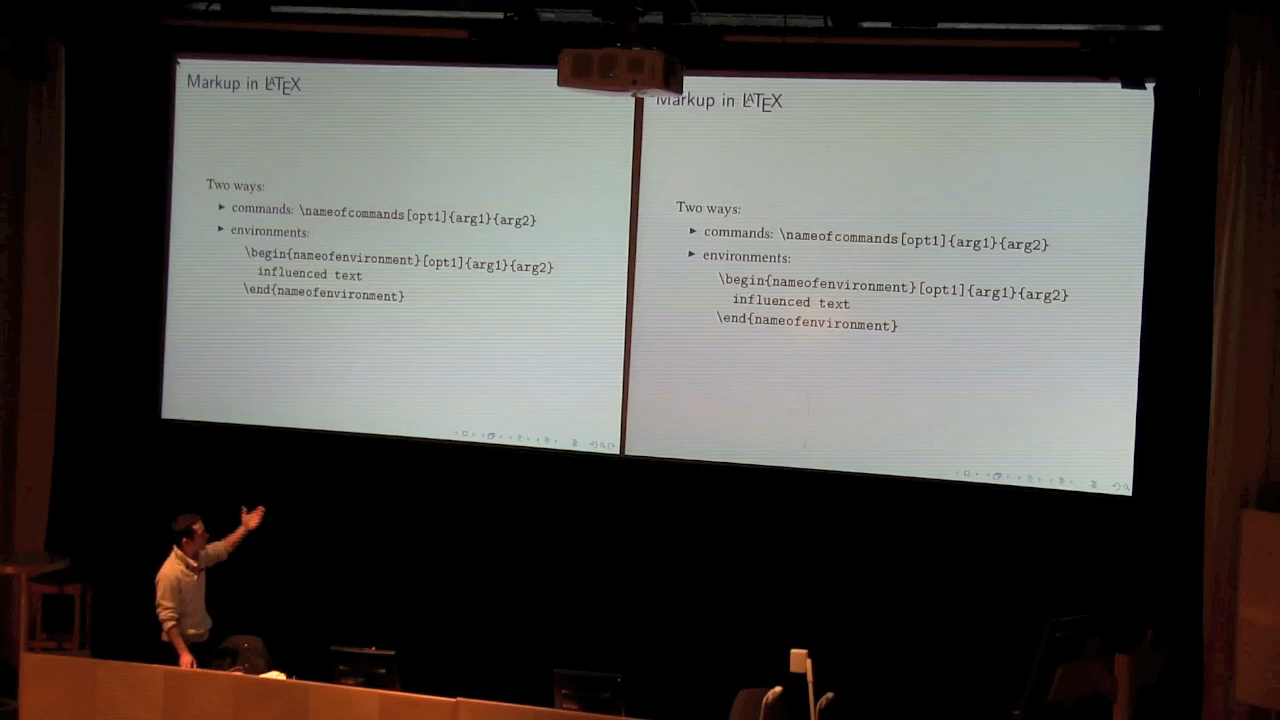 Markup in LATEX
Two ways:
▸ commands: \nameofcommands[opt1]{arg1}{arg2}
▸ environments:
\begin{nameofenvironment}[opt1]{arg1}{arg2}
influenced text
\end{nameofenvironment}
Markup in LATEX
Two ways:
▸ commands: \nameofcommands[opt1]{arg1}{arg2}
▸ environments:
\begin{nameofenvironment}[opt1]{arg1}{arg2}
influenced text
\end{nameofenvironment}